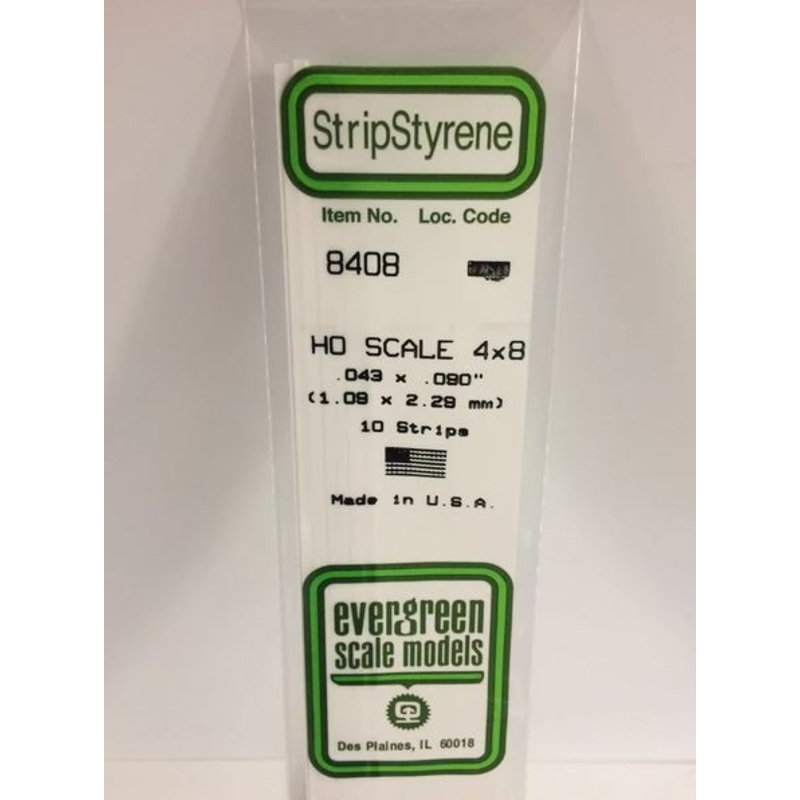 StripStyrene
Item No. Loc. Code
8408
HO SCALE 4x8
.043 x .090"
(1.09 x 2.29 mm)
10 Strips
Made in U.S.A.
evergreen
scale models
Des Plaines, IL 60018